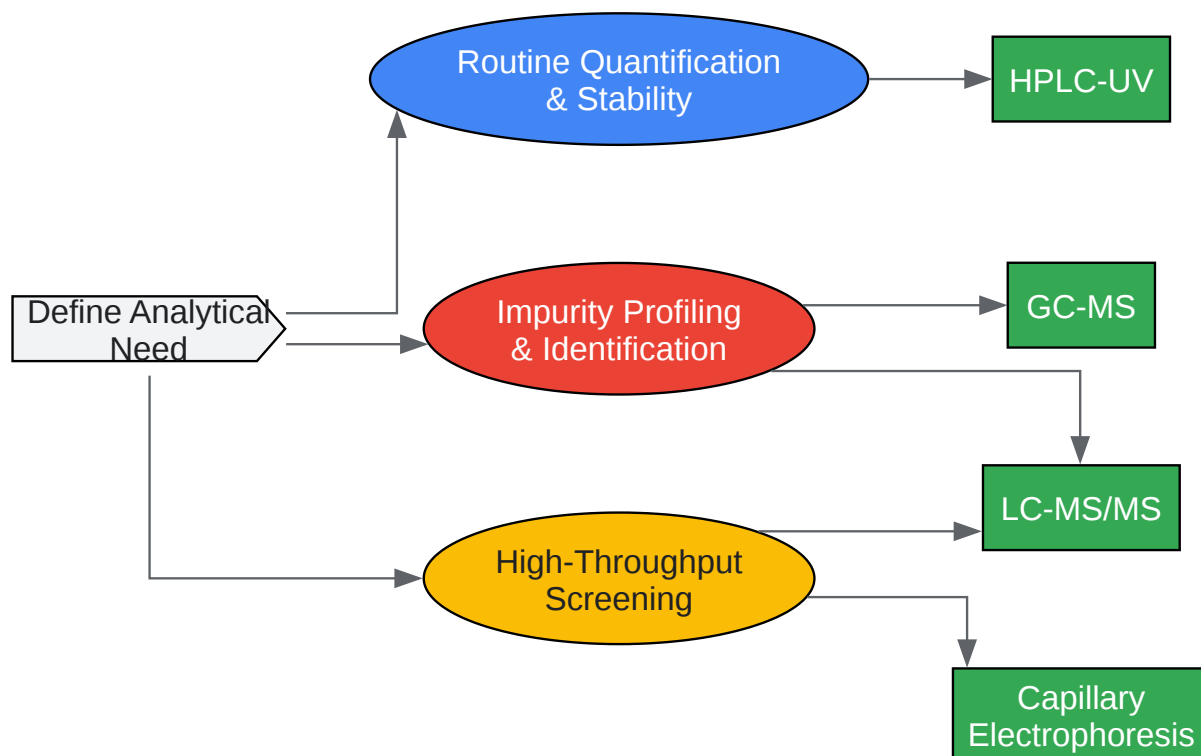 Routine Quantification
& Stability
HPLC-UV
Define Analytical
Need
Impurity Profiling
& Identification
GC-MS
LC-MS/MS
High-Throughput
Screening
Capillary
Electrophoresis